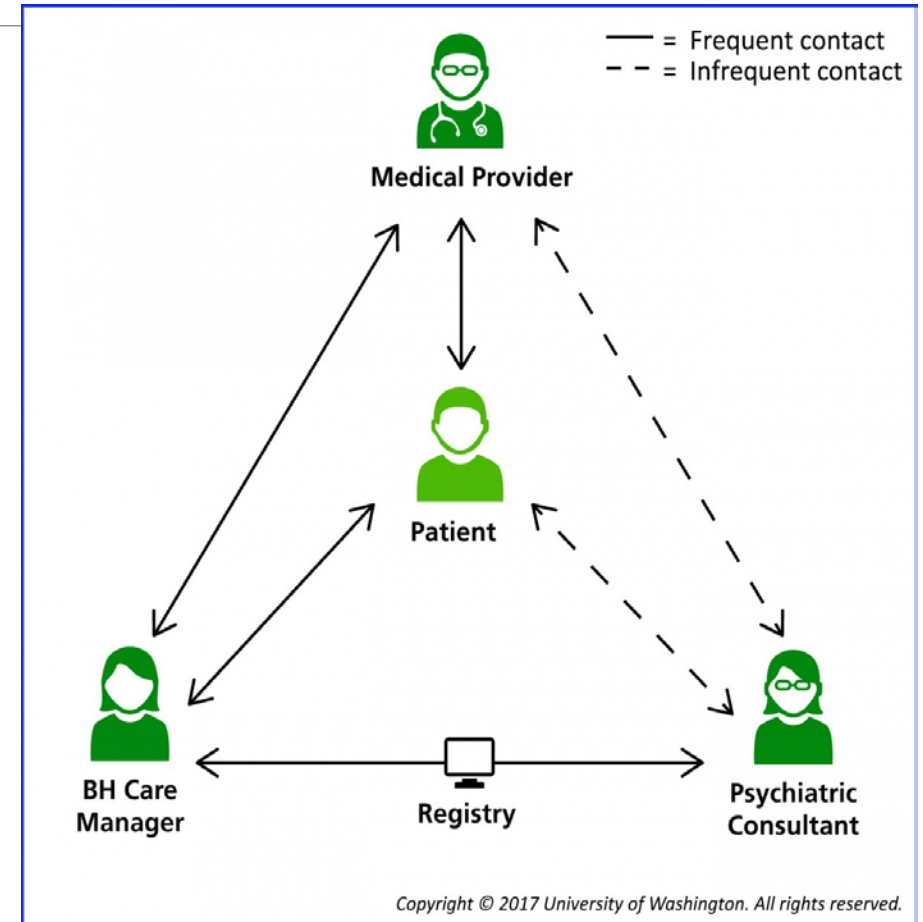 = Frequent contact
= Infrequent contact
Medical Provider
Patient
BH Care
Manager
Registry
Psychiatric
Consultant
Copyright © 2017 University of Washington. All rights reserved.